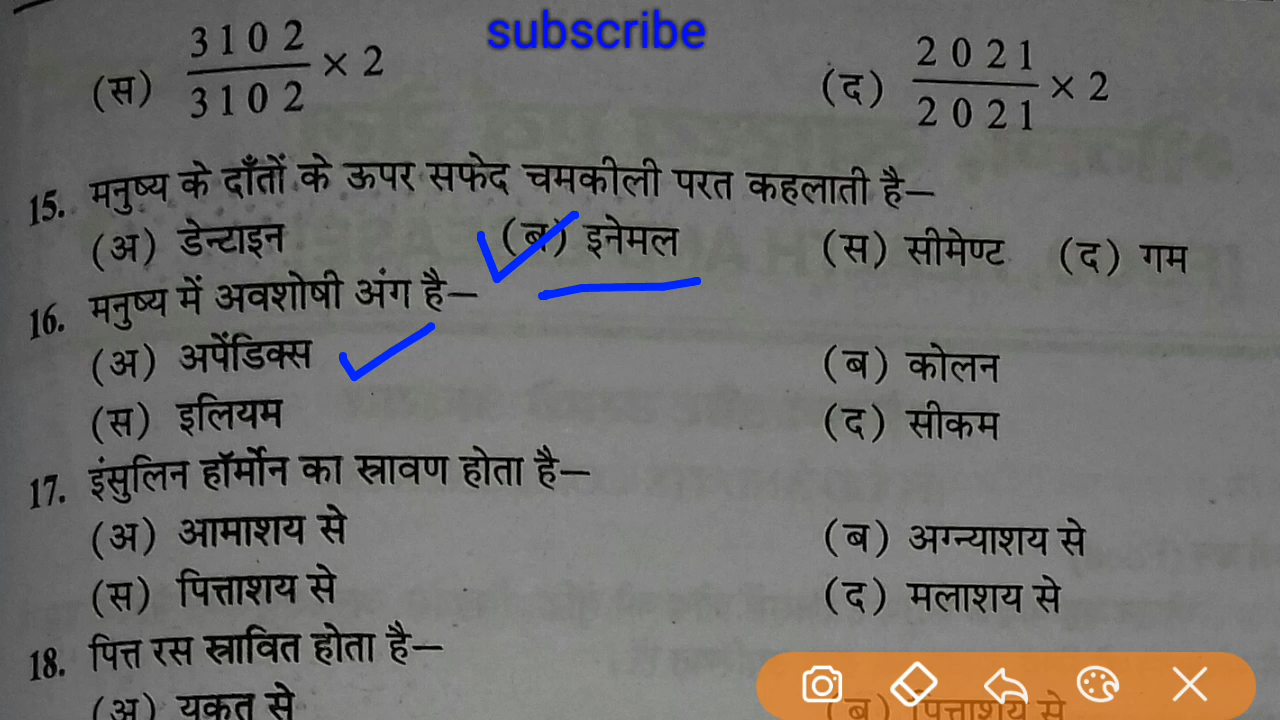 subscribe
(स) 3102/3102 × 2 (द) 2021/2021 × 2
15. मनुष्य के दाँतों के ऊपर सफेद चमकीली परत कहलाती है—
(अ) डेन्टाइन (ब) इनेमल (स) सीमेण्ट (द) गम
16. मनुष्य में अवशोषी अंग है—
(अ) अपेंडिक्स (ब) कोलन
(स) इलियम (द) सीकम
17. इंसुलिन हॉर्मोन का स्रावण होता है—
(अ) आमाशय से (ब) अग्न्याशय से
(स) पित्ताशय से (द) मलाशय से
18. पित्त रस स्रावित होता है—
(अ) यकृत से (ब) पित्ताशय से